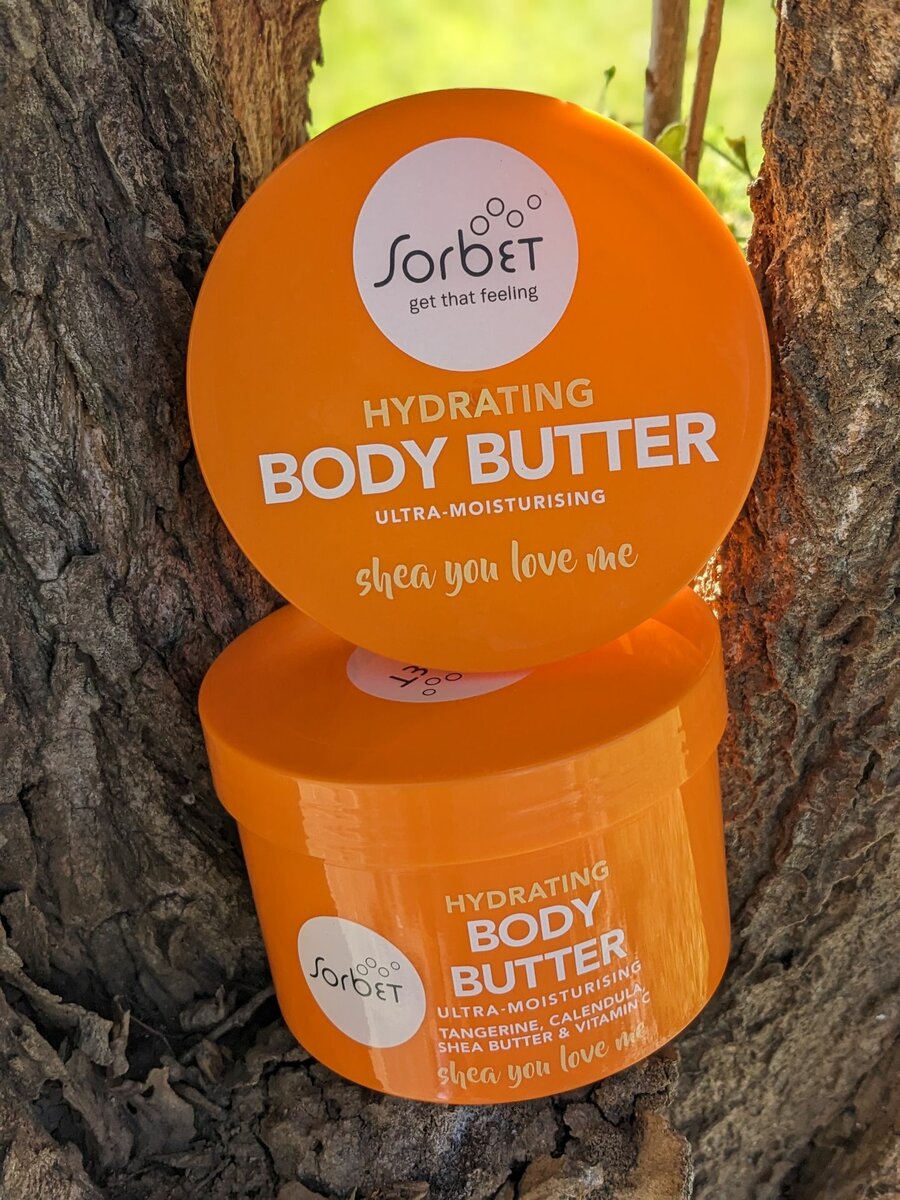 Sorbet
get that feeling
HYDRATING
BODY BUTTER
ULTRA-MOISTURISING
shea you love me
Sorbet
HYDRATING
BODY
BUTTER
ULTRA-MOISTURISING
TANGERINE, CALENDULA,
SHEA BUTTER & VITAMIN C
shea you love me